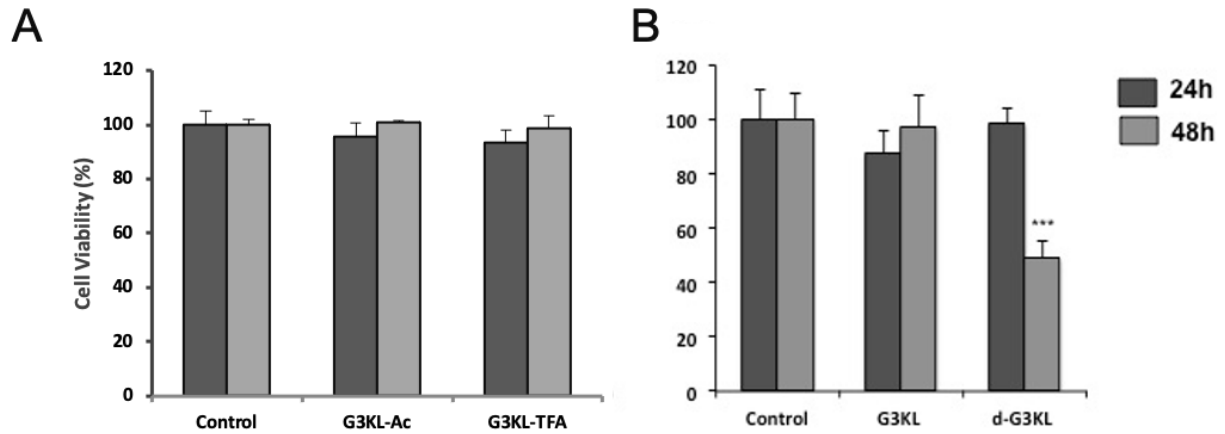 A
B
Cell Viability (%)
120
100
80
60
40
20
0
Control
G3KL-Ac
G3KL-TFA
120
100
80
60
40
20
0
***
Control
G3KL
d-G3KL
24h
48h